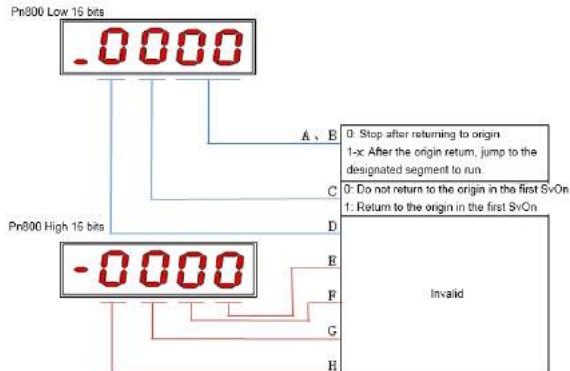 Pn800 Low 16 bits
_0000
A、B
0: Stop after returning to origin
1-x: After the origin return, jump to the
designated segment to run.
C
0: Do not return to the origin in the first SvOn
1: Return to the origin in the first SvOn
D
Pn800 High 16 bits
-0000
E
F
Invalid
G
H